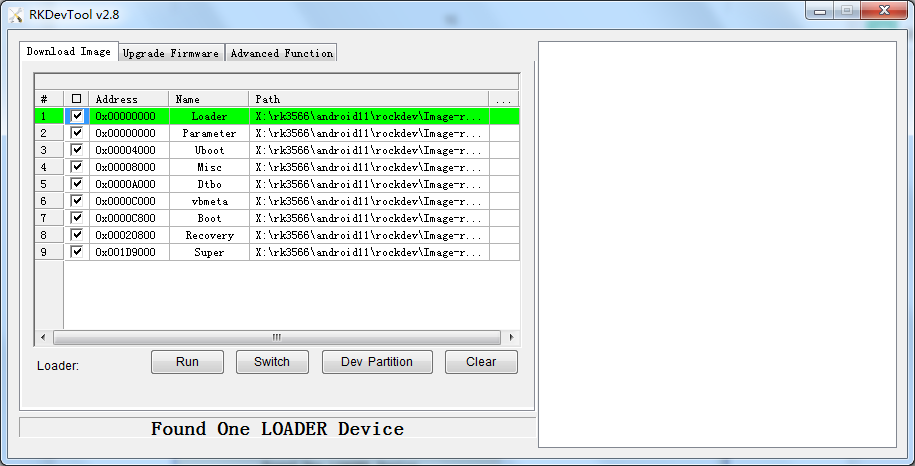 RKDevTool v2.8
Download Image Upgrade Firmware Advanced Function
# Address Name Path ...
1 0x00000000 Loader X:\rk3566\android11\rockdev\Image-r...
2 0x00000000 Parameter X:\rk3566\android11\rockdev\Image-r...
3 0x00004000 Uboot X:\rk3566\android11\rockdev\Image-r...
4 0x00008000 Misc X:\rk3566\android11\rockdev\Image-r...
5 0x0000A000 Dtbo X:\rk3566\android11\rockdev\Image-r...
6 0x0000C000 vbmeta X:\rk3566\android11\rockdev\Image-r...
7 0x0000C800 Boot X:\rk3566\android11\rockdev\Image-r...
8 0x00020800 Recovery X:\rk3566\android11\rockdev\Image-r...
9 0x001D9000 Super X:\rk3566\android11\rockdev\Image-r...
Loader: Run Switch Dev Partition Clear
Found One LOADER Device